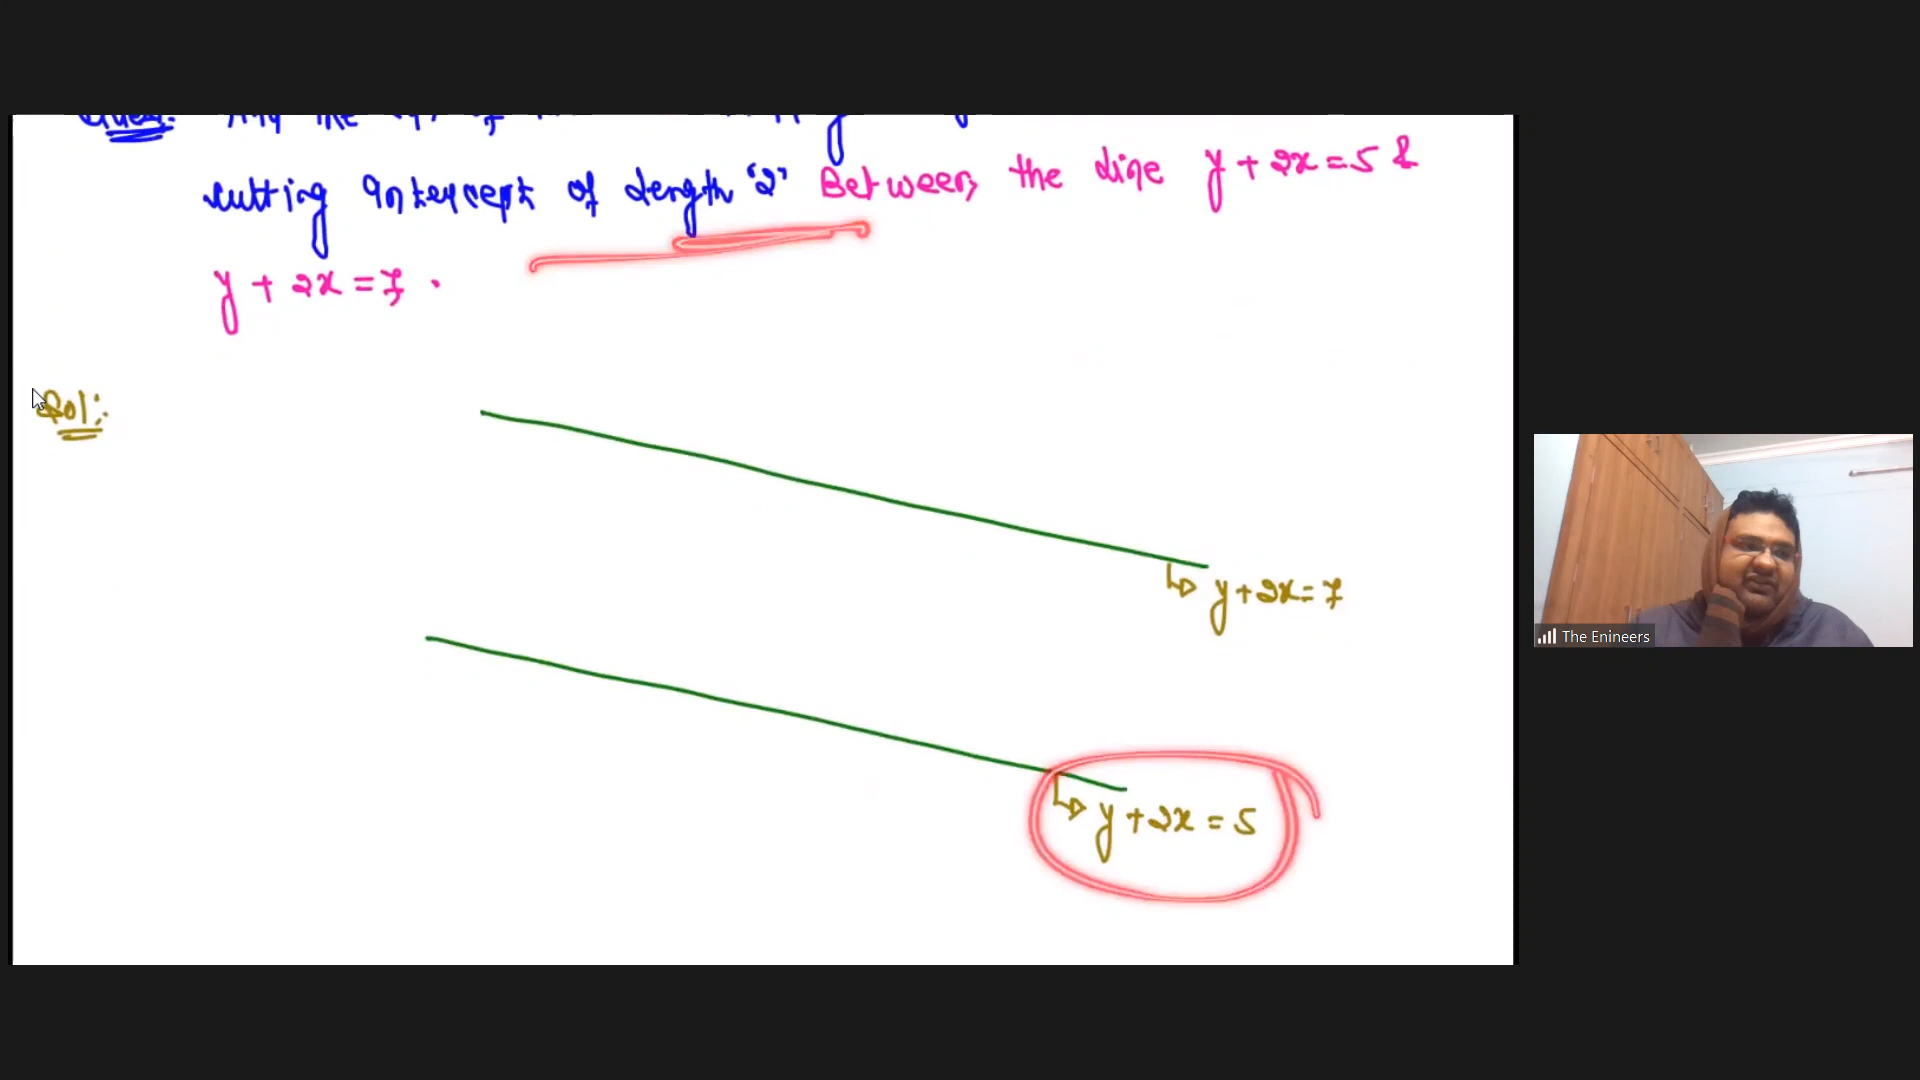 the
cutting intercept of length '2' Between the line y + 2x = 5 &
y + 2x = 7 .
Sol:
y + 2x = 7
The Enineers
y + 2x = 5